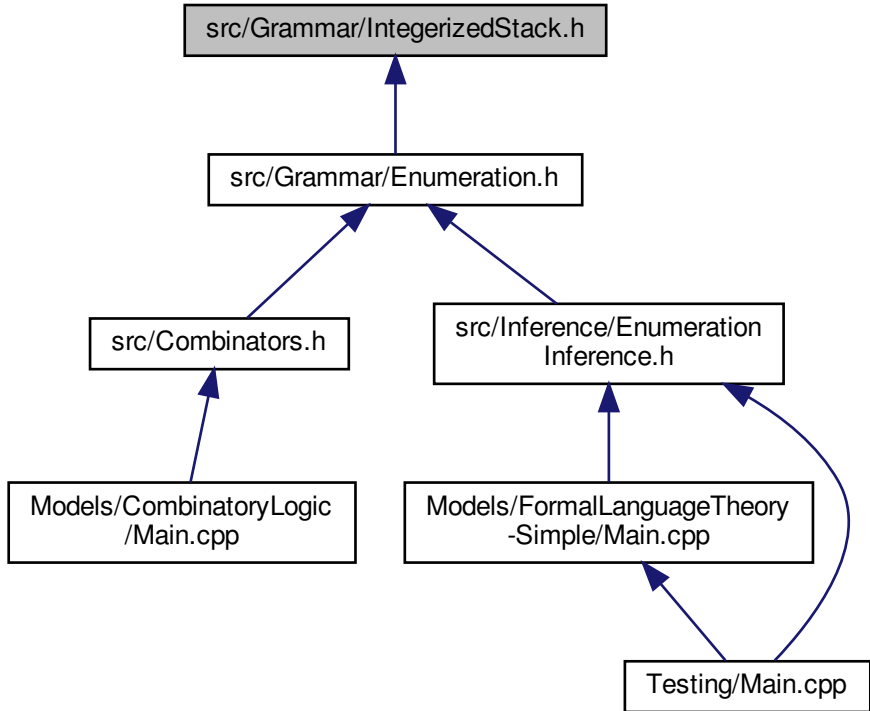 src/Grammar/IntegerizedStack.h
src/Grammar/Enumeration.h
src/Combinators.h
src/Inference/Enumeration
Inference.h
Models/CombinatoryLogic
/Main.cpp
Models/FormalLanguageTheory
-Simple/Main.cpp
Testing/Main.cpp